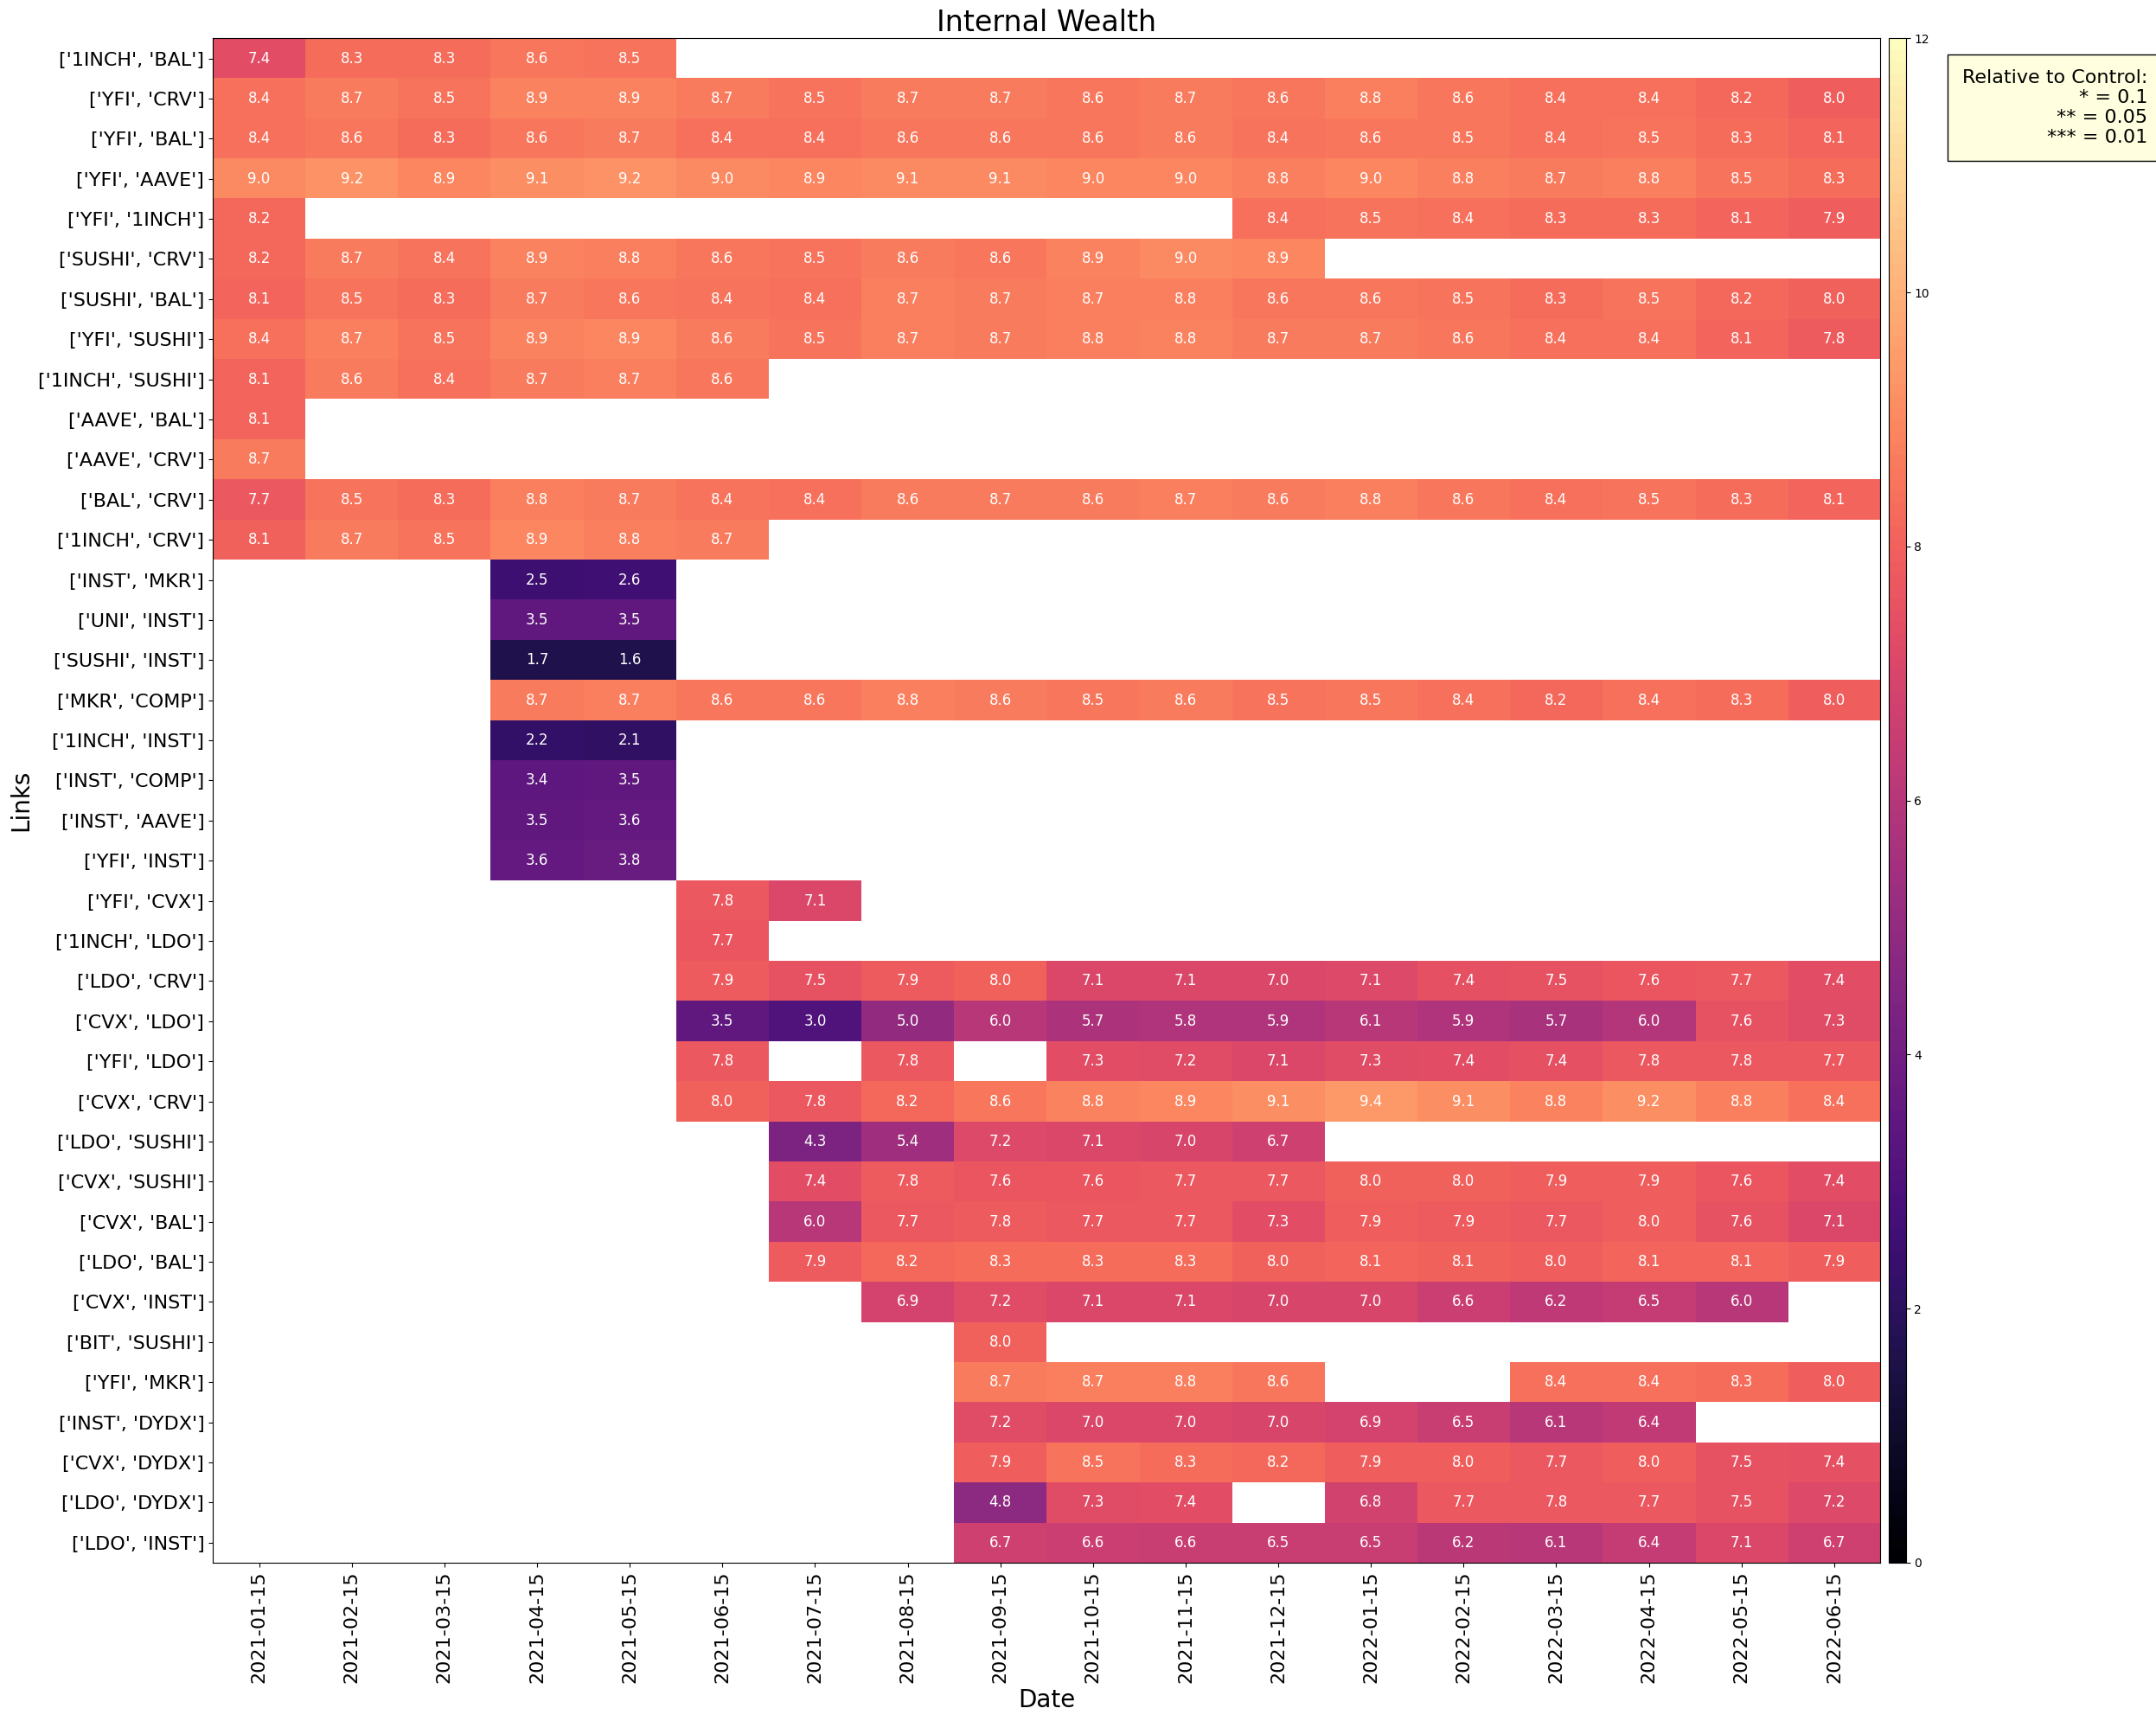 Internal Wealth
Relative to Control:
* = 0.1
** = 0.05
*** = 0.01
['1INCH', 'BAL'] 7.4 8.3 8.3 8.6 8.5
['YFI', 'CRV'] 8.4 8.7 8.5 8.9 8.9 8.7 8.5 8.7 8.7 8.6 8.7 8.6 8.8 8.6 8.4 8.4 8.2 8.0
['YFI', 'BAL'] 8.4 8.6 8.3 8.6 8.7 8.4 8.4 8.6 8.6 8.6 8.6 8.4 8.6 8.5 8.4 8.5 8.3 8.1
['YFI', 'AAVE'] 9.0 9.2 8.9 9.1 9.2 9.0 8.9 9.1 9.1 9.0 9.0 8.8 9.0 8.8 8.7 8.8 8.5 8.3
['YFI', '1INCH'] 8.2 8.4 8.5 8.4 8.3 8.3 8.1 7.9
['SUSHI', 'CRV'] 8.2 8.7 8.4 8.9 8.8 8.6 8.5 8.6 8.6 8.9 9.0 8.9
['SUSHI', 'BAL'] 8.1 8.5 8.3 8.7 8.6 8.4 8.4 8.7 8.7 8.7 8.8 8.6 8.6 8.5 8.3 8.5 8.2 8.0
['YFI', 'SUSHI'] 8.4 8.7 8.5 8.9 8.9 8.6 8.5 8.7 8.7 8.8 8.8 8.7 8.7 8.6 8.4 8.4 8.1 7.8
['1INCH', 'SUSHI'] 8.1 8.6 8.4 8.7 8.7 8.6
['AAVE', 'BAL'] 8.1
['AAVE', 'CRV'] 8.7
['BAL', 'CRV'] 7.7 8.5 8.3 8.8 8.7 8.4 8.4 8.6 8.7 8.6 8.7 8.6 8.8 8.6 8.4 8.5 8.3 8.1
['1INCH', 'CRV'] 8.1 8.7 8.5 8.9 8.8 8.7
['INST', 'MKR'] 2.5 2.6
['UNI', 'INST'] 3.5 3.5
['SUSHI', 'INST'] 1.7 1.6
['MKR', 'COMP'] 8.7 8.7 8.6 8.6 8.8 8.6 8.5 8.6 8.5 8.5 8.4 8.2 8.4 8.3 8.0
['1INCH', 'INST'] 2.2 2.1
['INST', 'COMP'] 3.4 3.5
['INST', 'AAVE'] 3.5 3.6
['YFI', 'INST'] 3.6 3.8
['YFI', 'CVX'] 7.8 7.1
['1INCH', 'LDO'] 7.7
['LDO', 'CRV'] 7.9 7.5 7.9 8.0 7.1 7.1 7.0 7.1 7.4 7.5 7.6 7.7 7.4
['CVX', 'LDO'] 3.5 3.0 5.0 6.0 5.7 5.8 5.9 6.1 5.9 5.7 6.0 7.6 7.3
['YFI', 'LDO'] 7.8 7.8 7.3 7.2 7.1 7.3 7.4 7.4 7.8 7.8 7.7
['CVX', 'CRV'] 8.0 7.8 8.2 8.6 8.8 8.9 9.1 9.4 9.1 8.8 9.2 8.8 8.4
['LDO', 'SUSHI'] 4.3 5.4 7.2 7.1 7.0 6.7
['CVX', 'SUSHI'] 7.4 7.8 7.6 7.6 7.7 7.7 8.0 8.0 7.9 7.9 7.6 7.4
['CVX', 'BAL'] 6.0 7.7 7.8 7.7 7.7 7.3 7.9 7.9 7.7 8.0 7.6 7.1
['LDO', 'BAL'] 7.9 8.2 8.3 8.3 8.3 8.0 8.1 8.1 8.0 8.1 8.1 7.9
['CVX', 'INST'] 6.9 7.2 7.1 7.1 7.0 7.0 6.6 6.2 6.5 6.0
['BIT', 'SUSHI'] 8.0
['YFI', 'MKR'] 8.7 8.7 8.8 8.6 8.4 8.4 8.3 8.0
['INST', 'DYDX'] 7.2 7.0 7.0 7.0 6.9 6.5 6.1 6.4
['CVX', 'DYDX'] 7.9 8.5 8.3 8.2 7.9 8.0 7.7 8.0 7.5 7.4
['LDO', 'DYDX'] 4.8 7.3 7.4 6.8 7.7 7.8 7.7 7.5 7.2
['LDO', 'INST'] 6.7 6.6 6.6 6.5 6.5 6.2 6.1 6.4 7.1 6.7
Links
2021-01-15 2021-02-15 2021-03-15 2021-04-15 2021-05-15 2021-06-15 2021-07-15 2021-08-15 2021-09-15 2021-10-15 2021-11-15 2021-12-15 2022-01-15 2022-02-15 2022-03-15 2022-04-15 2022-05-15 2022-06-15
Date
12
10
8
6
4
2
0